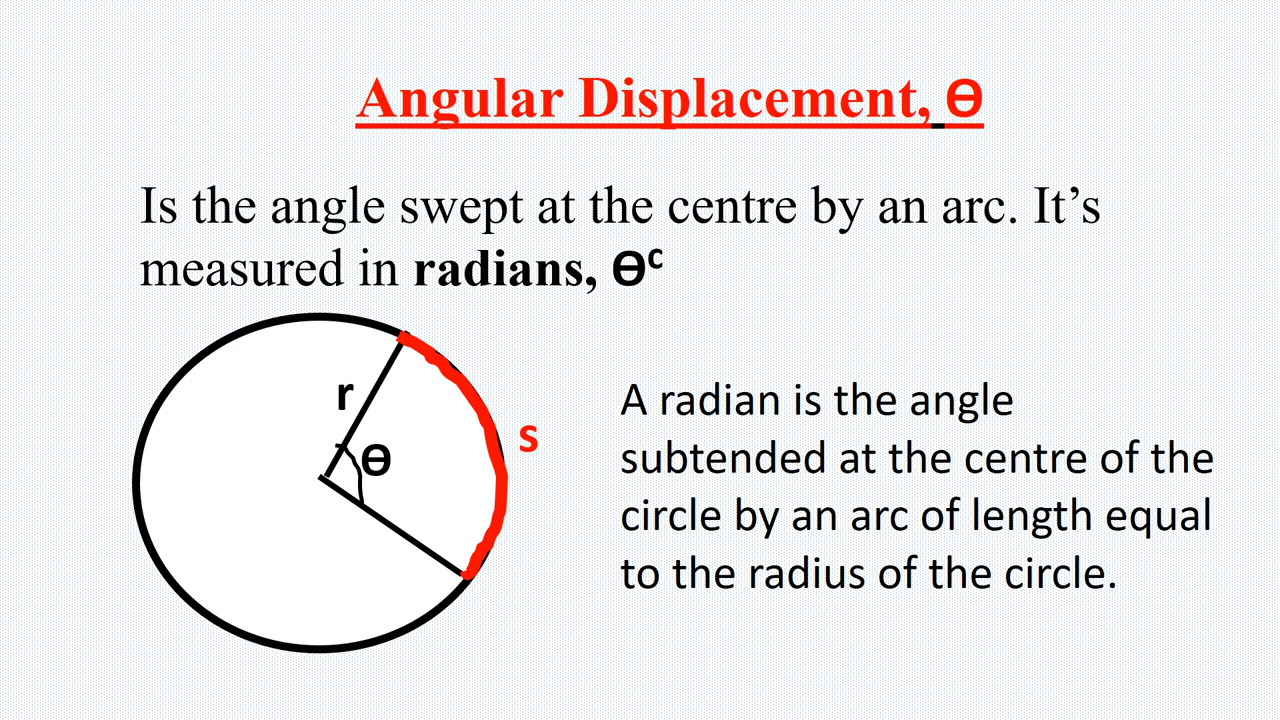 Angular Displacement, Ɵ
Is the angle swept at the centre by an arc. It’s
measured in radians, Ɵᶜ
r
Ɵ
s
A radian is the angle
subtended at the centre of the
circle by an arc of length equal
to the radius of the circle.